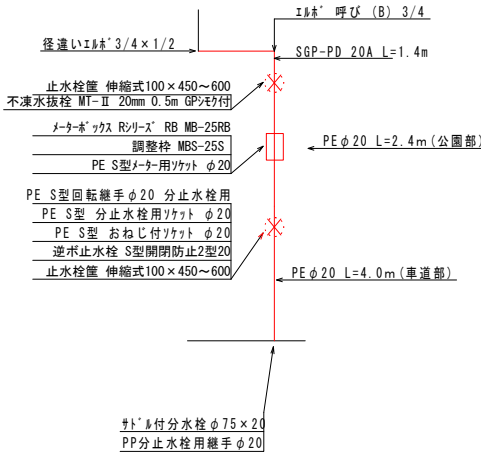 ｴﾙﾎﾞ 呼び (B) 3/4
径違いｴﾙﾎﾞ3/4×1/2
SGP-PD 20A L=1.4m
止水栓筐 伸縮式100×450～600
不凍水抜栓 MT-Ⅱ 20mm 0.5m GPｼﾓｸ付
ﾒｰﾀｰﾎﾞｯｸｽ Rｼﾘｰｽﾞ RB MB-25RB
調整枠 MBS-25S
PE S型ﾒｰﾀｰ用ｿｹｯﾄ φ20
PEφ20 L=2.4m(公園部)
PE S型回転継手φ20 分止水栓用
PE S型 分止水栓用ｿｹｯﾄ φ20
PE S型 おねじ付ｿｹｯﾄ φ20
逆ボ止水栓 S型開閉防止2型20
止水栓筐 伸縮式100×450～600
PEφ20 L=4.0m(車道部)
ｻﾄﾞﾙ付分水栓φ75×20
PP分止水栓用継手φ20